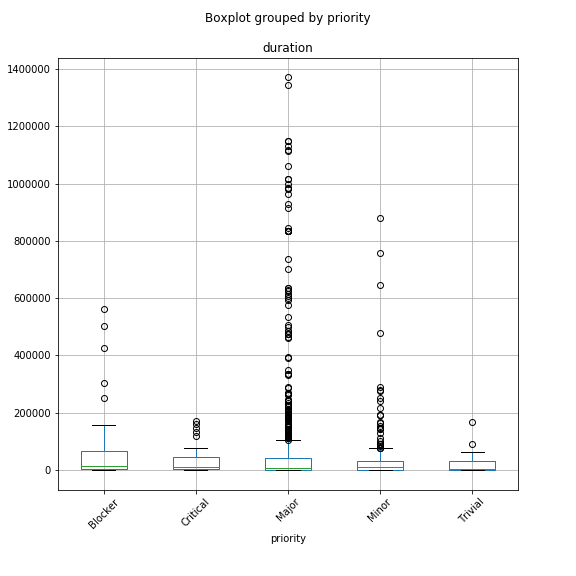 Boxplot grouped by priority
duration
1400000
1200000
1000000
800000
600000
400000
200000
0
Blocker
Critical
Major
Minor
Trivial
priority